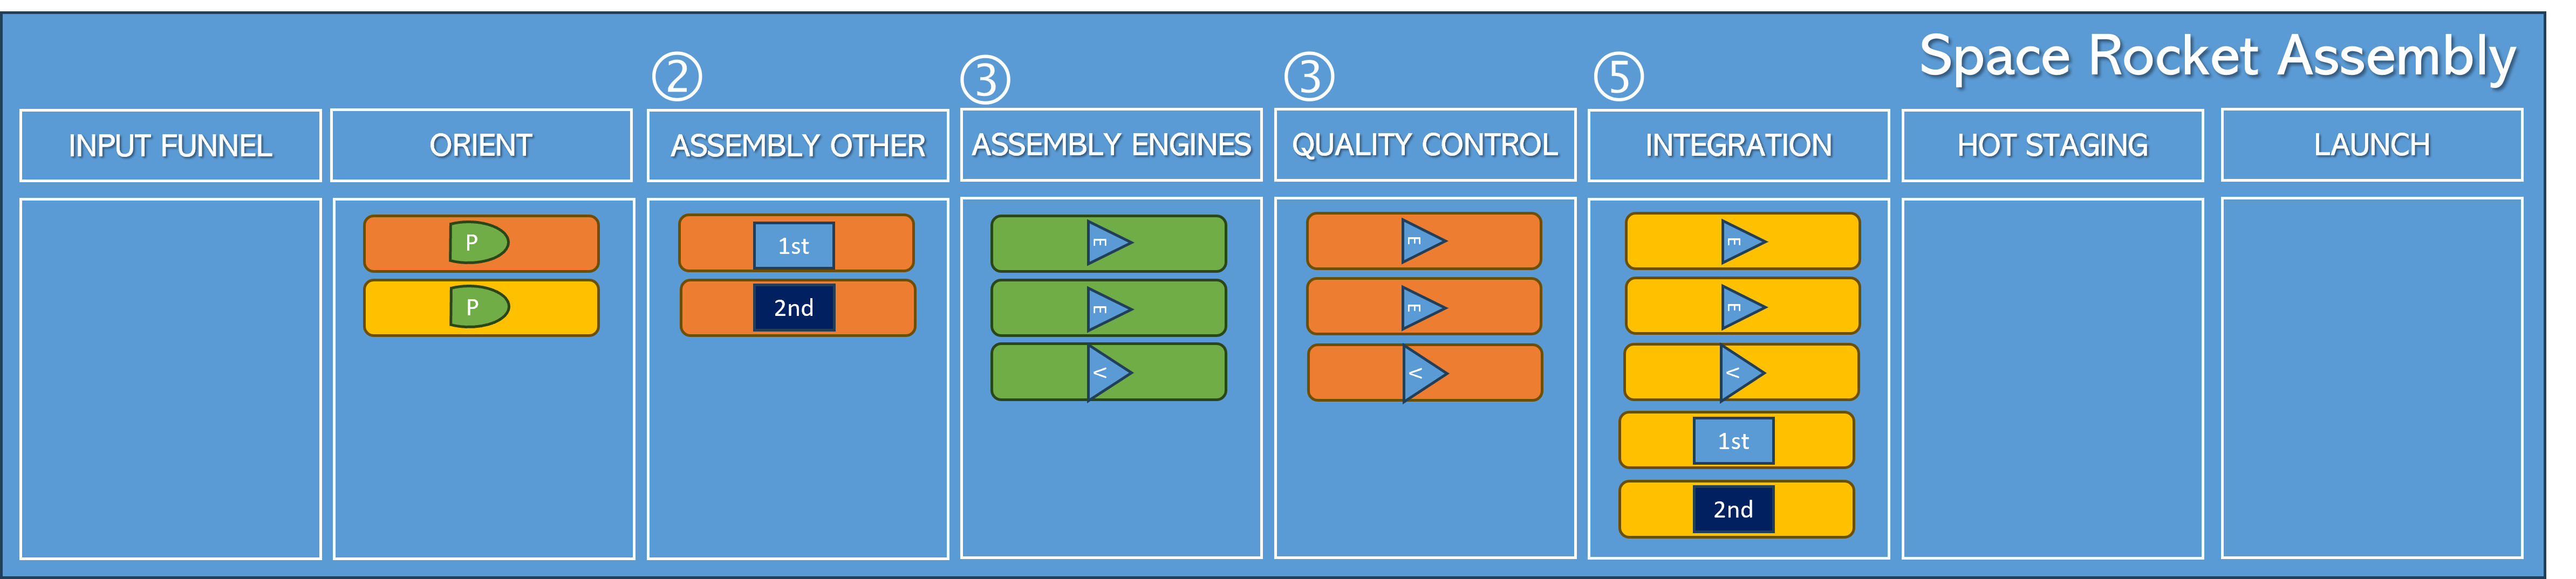 Space Rocket Assembly
② ③ ③ ⑤
INPUT FUNNEL
ORIENT
ASSEMBLY OTHER
ASSEMBLY ENGINES
QUALITY CONTROL
INTEGRATION
HOT STAGING
LAUNCH
P
P
1st
2nd
E
E
V
E
E
V
E
E
V
1st
2nd